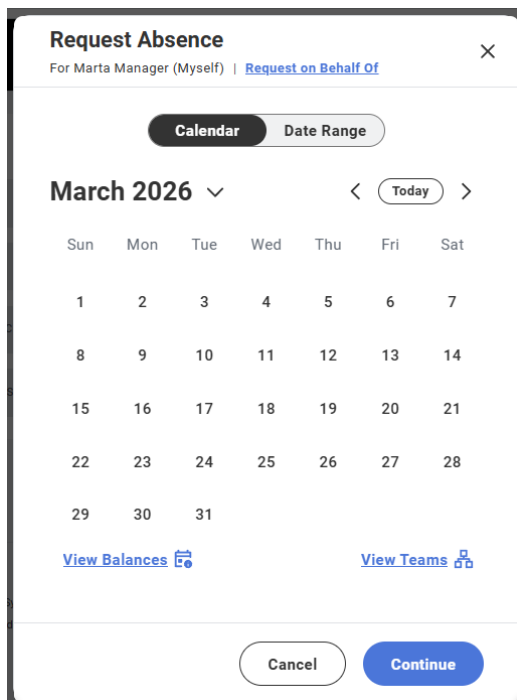 Request Absence
For Marta Manager (Myself) | Request on Behalf Of
Calendar Date Range
March 2026 Today
Sun Mon Tue Wed Thu Fri Sat
1 2 3 4 5 6 7
8 9 10 11 12 13 14
15 16 17 18 19 20 21
22 23 24 25 26 27 28
29 30 31
View Balances View Teams
Cancel Continue